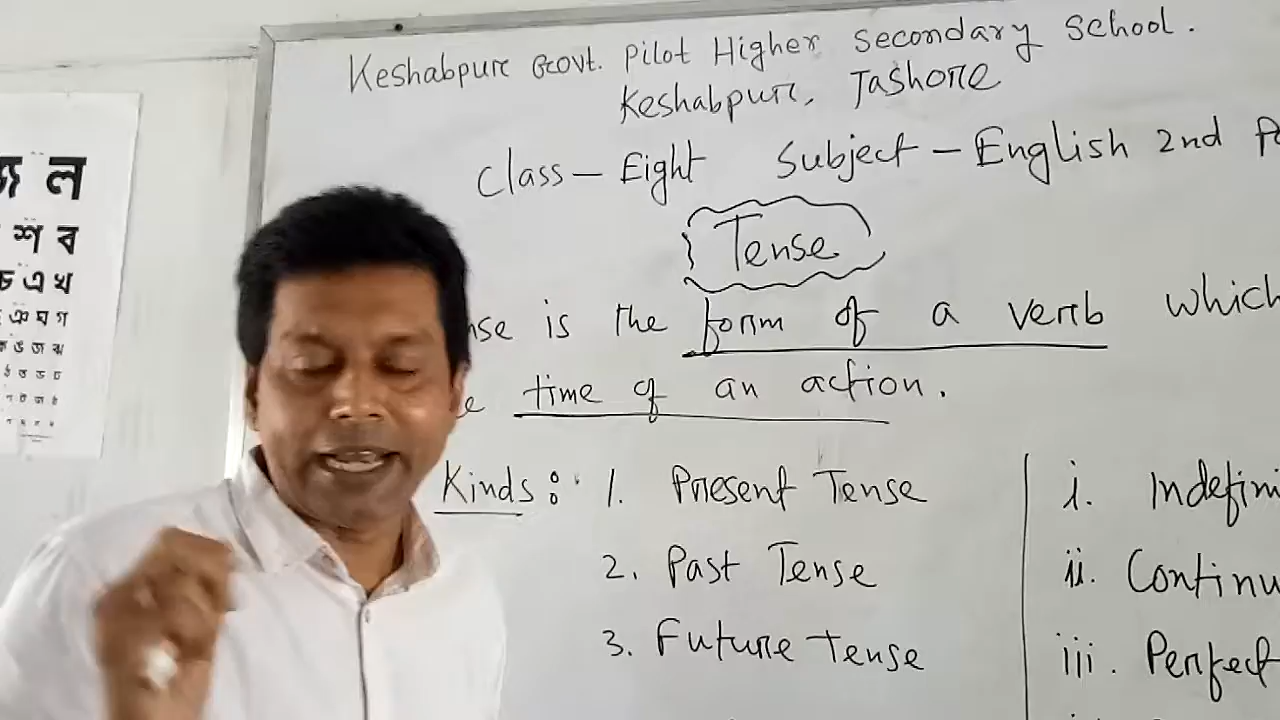 Keshabpur Govt. Pilot Higher Secondary School.
Keshabpur, Jashore
Class - Eight Subject - English 2nd
Tense
is the form of a verb which
time of an action.
Kinds: 1. Present Tense
2. Past Tense
3. Future Tense
i. Indefini
ii. Continu
iii. Perfect
জ ল
শ ব
চ এ খ
ঞ ঘ গ
ঙ জ ঝ